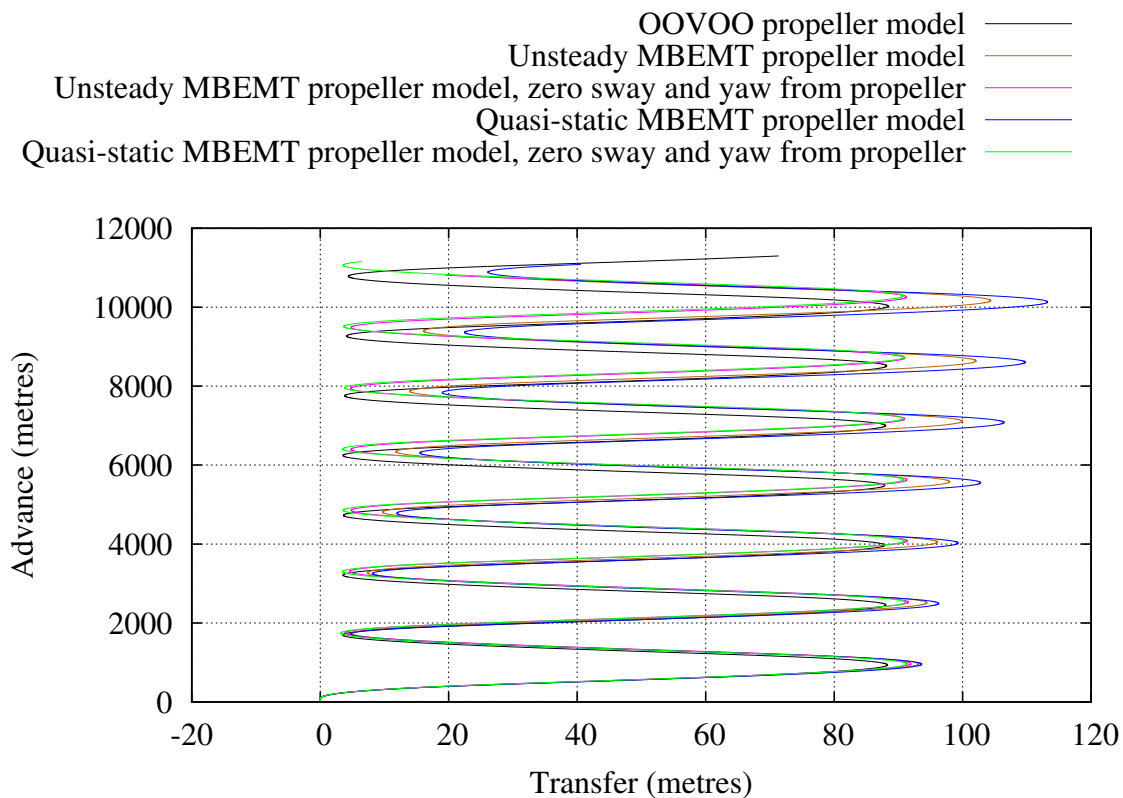 OOVOO propeller model
Unsteady MBEMT propeller model
Unsteady MBEMT propeller model, zero sway and yaw from propeller
Quasi-static MBEMT propeller model
Quasi-static MBEMT propeller model, zero sway and yaw from propeller
12000
10000
8000
6000
4000
2000
0
Advance (metres)
-20 0 20 40 60 80 100 120
Transfer (metres)